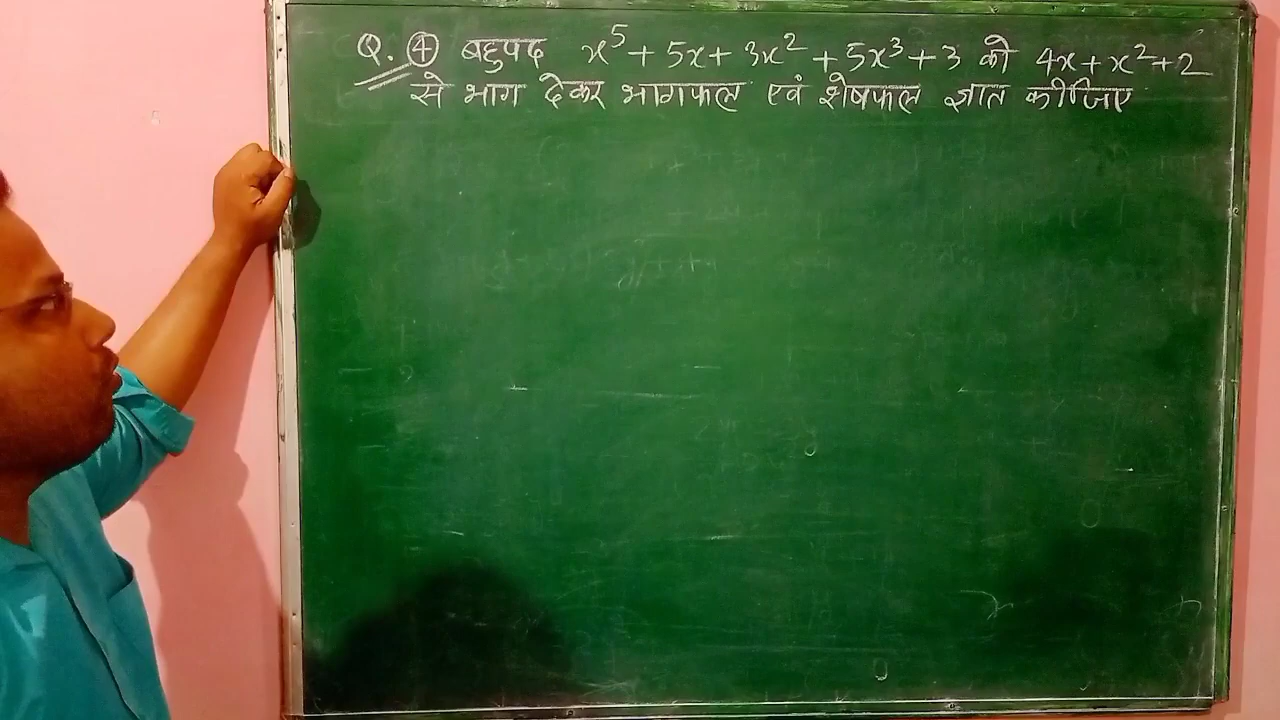 Q. ④ बहुपद x⁵ + 5x + 3x² + 5x³ + 3 को 4x + x² + 2
से भाग देकर भागफल एवं शेषफल ज्ञात कीजिए